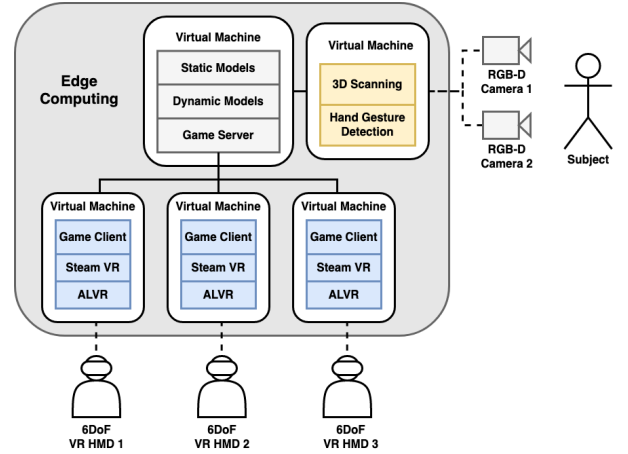 Edge
Computing
Virtual Machine
Static Models
Dynamic Models
Game Server
Virtual Machine
3D Scanning
Hand Gesture
Detection
RGB-D
Camera 1
RGB-D
Camera 2
Subject
Virtual Machine
Game Client
Steam VR
ALVR
Virtual Machine
Game Client
Steam VR
ALVR
Virtual Machine
Game Client
Steam VR
ALVR
6DoF
VR HMD 1
6DoF
VR HMD 2
6DoF
VR HMD 3